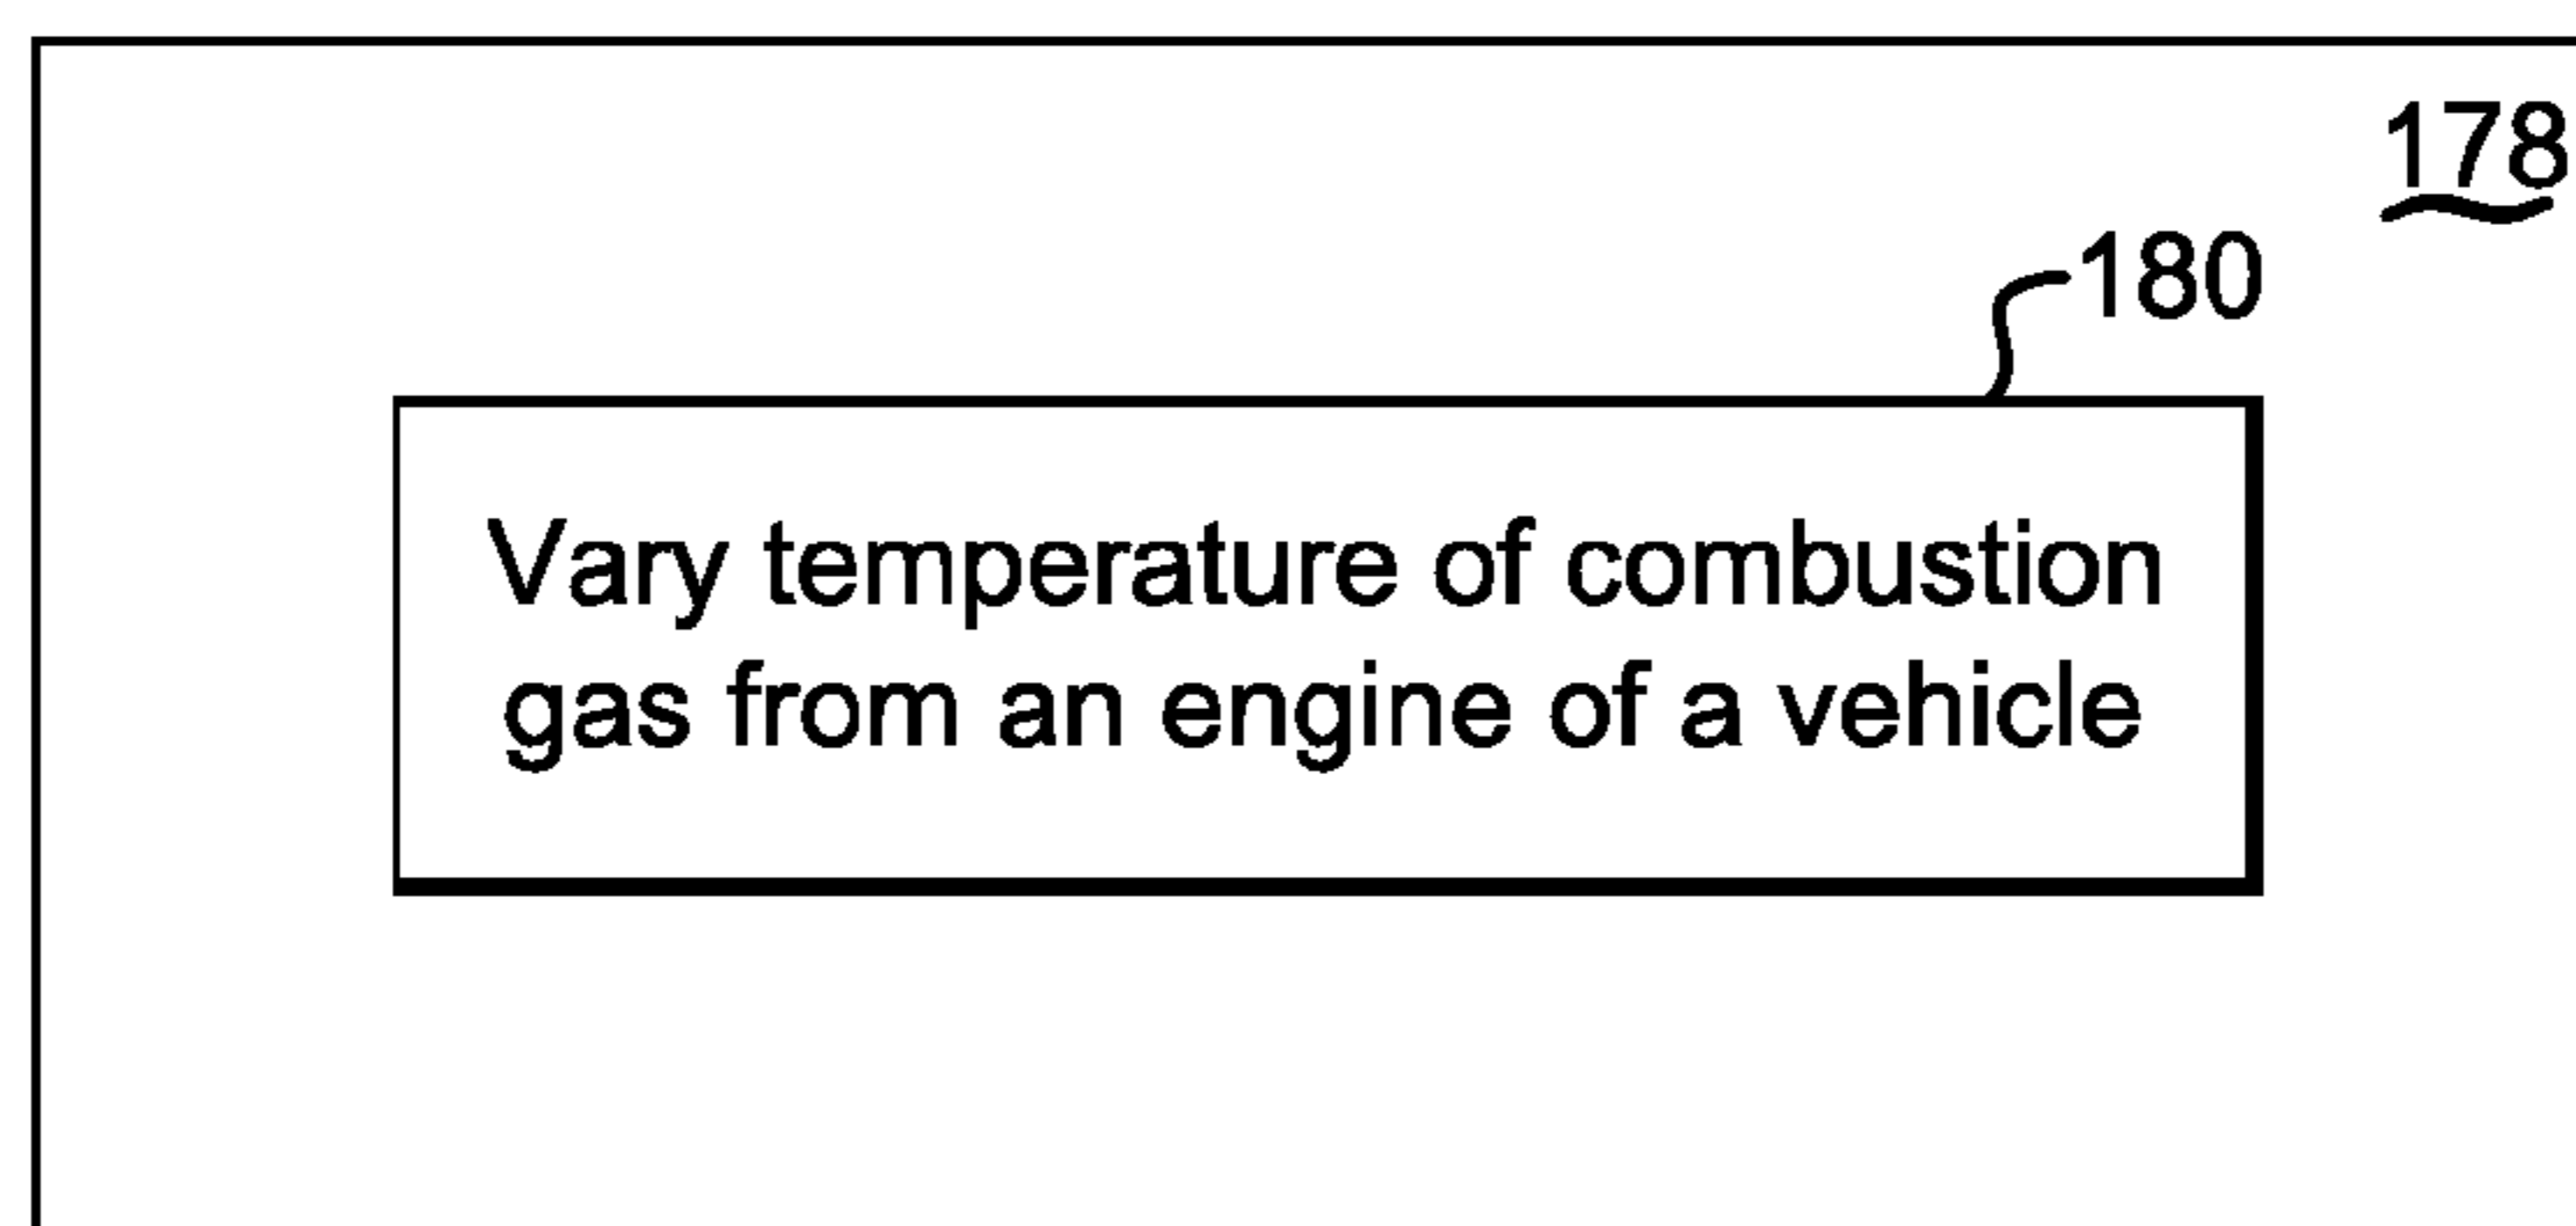 178
180
Vary temperature of combustion
gas from an engine of a vehicle